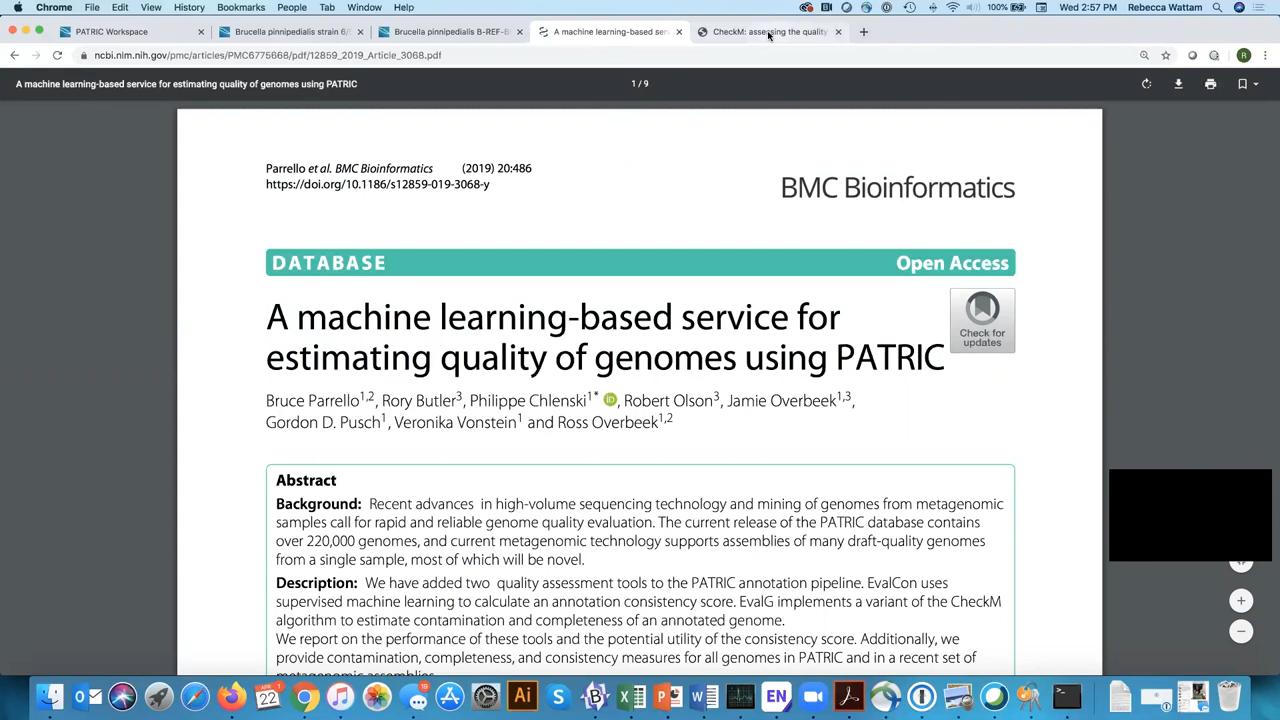 Chrome File Edit View History Bookmarks People Tab Window Help 100% Wed 2:57 PM Rebecca Wattam
PATRIC Workspace Brucella pinnipedialis strain 6/ Brucella pinnipedialis B-REF-B A machine learning-based ser CheckM: assessing the quality
ncbi.nlm.nih.gov/pmc/articles/PMC6775668/pdf/12859_2019_Article_3068.pdf R
A machine learning-based service for estimating quality of genomes using PATRIC 1 / 9
Parrello et al. BMC Bioinformatics (2019) 20:486
https://doi.org/10.1186/s12859-019-3068-y
BMC Bioinformatics
DATABASE Open Access
A machine learning-based service for
estimating quality of genomes using PATRIC
Check for
updates
Bruce Parrello1,2, Rory Butler3, Philippe Chlenski1* iD, Robert Olson3, Jamie Overbeek1,3,
Gordon D. Pusch1, Veronika Vonstein1 and Ross Overbeek1,2
Abstract
Background: Recent advances in high-volume sequencing technology and mining of genomes from metagenomic
samples call for rapid and reliable genome quality evaluation. The current release of the PATRIC database contains
over 220,000 genomes, and current metagenomic technology supports assemblies of many draft-quality genomes
from a single sample, most of which will be novel.
Description: We have added two quality assessment tools to the PATRIC annotation pipeline. EvalCon uses
supervised machine learning to calculate an annotation consistency score. EvalG implements a variant of the CheckM
algorithm to estimate contamination and completeness of an annotated genome.
We report on the performance of these tools and the potential utility of the consistency score. Additionally, we
provide contamination, completeness, and consistency measures for all genomes in PATRIC and in a recent set of
metagenomic assemblies.
APR 22 Ai S 19 W EN